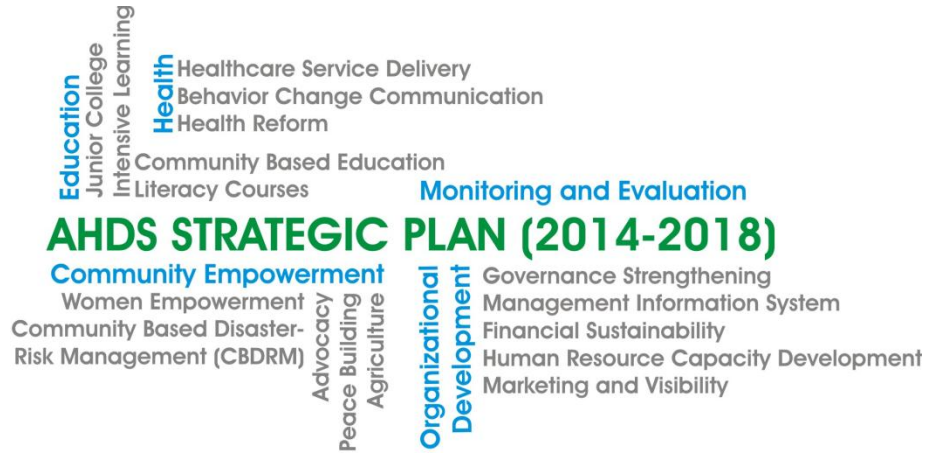 Education
Junior College
Intensive Learning
Health
Healthcare Service Delivery
Behavior Change Communication
Health Reform
Community Based Education
Literacy Courses
Monitoring and Evaluation
AHDS STRATEGIC PLAN (2014-2018)
Community Empowerment
Women Empowerment
Community Based Disaster-
Risk Management (CBDRM)
Advocacy
Peace Building
Agriculture
Organizational
Development
Governance Strengthening
Management Information System
Financial Sustainability
Human Resource Capacity Development
Marketing and Visibility